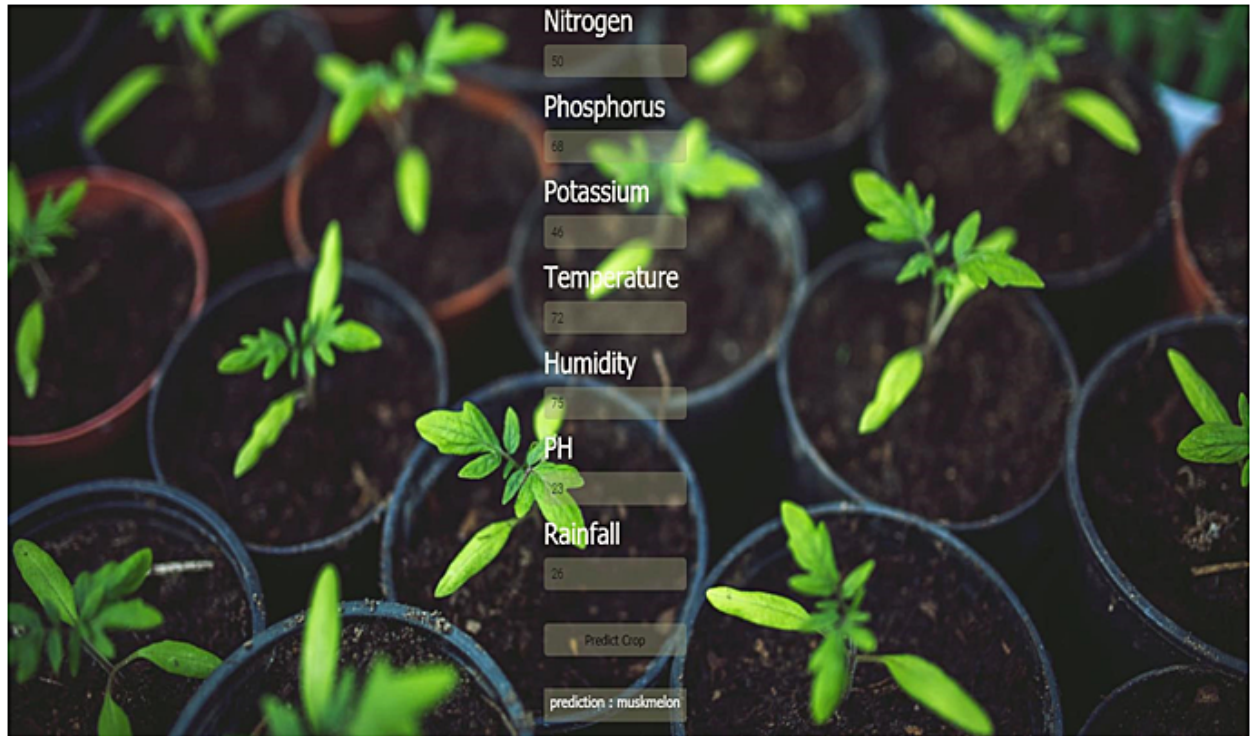 Nitrogen
50
Phosphorus
68
Potassium
46
Temperature
72
Humidity
75
PH
23
Rainfall
26
Predict Crop
prediction : muskmelon